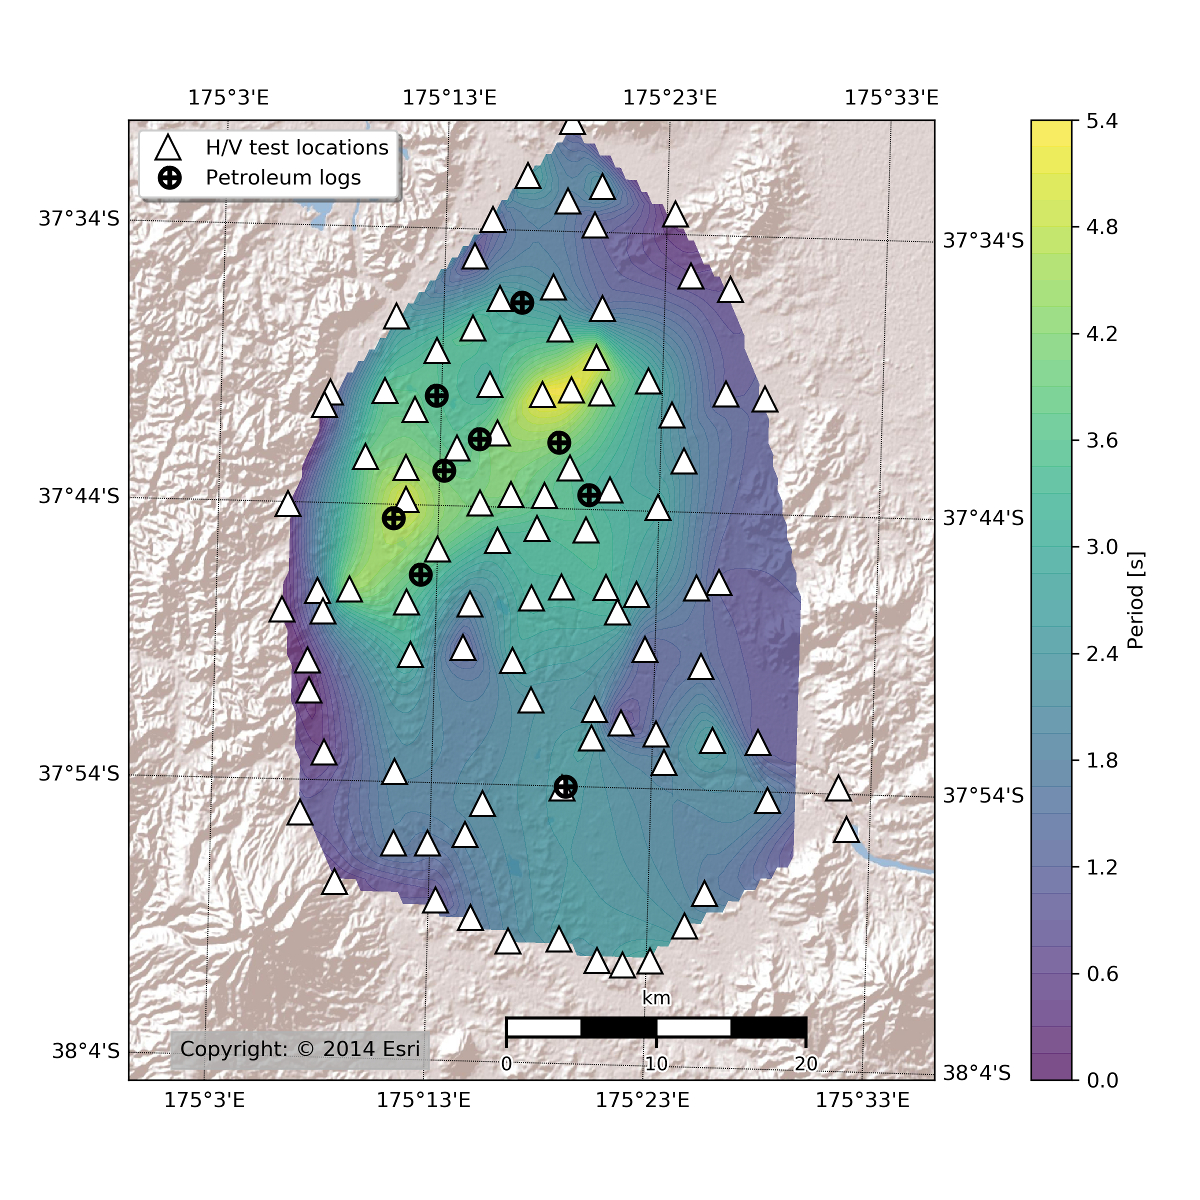 175°3'E 175°13'E 175°23'E 175°33'E
H/V test locations
Petroleum logs
37°34'S
37°34'S
37°44'S
37°44'S
37°54'S
37°54'S
38°4'S
38°4'S
km
0 10 20
Copyright: © 2014 Esri
175°3'E 175°13'E 175°23'E 175°33'E
5.4
4.8
4.2
3.6
3.0
2.4
1.8
1.2
0.6
0.0
Period [s]